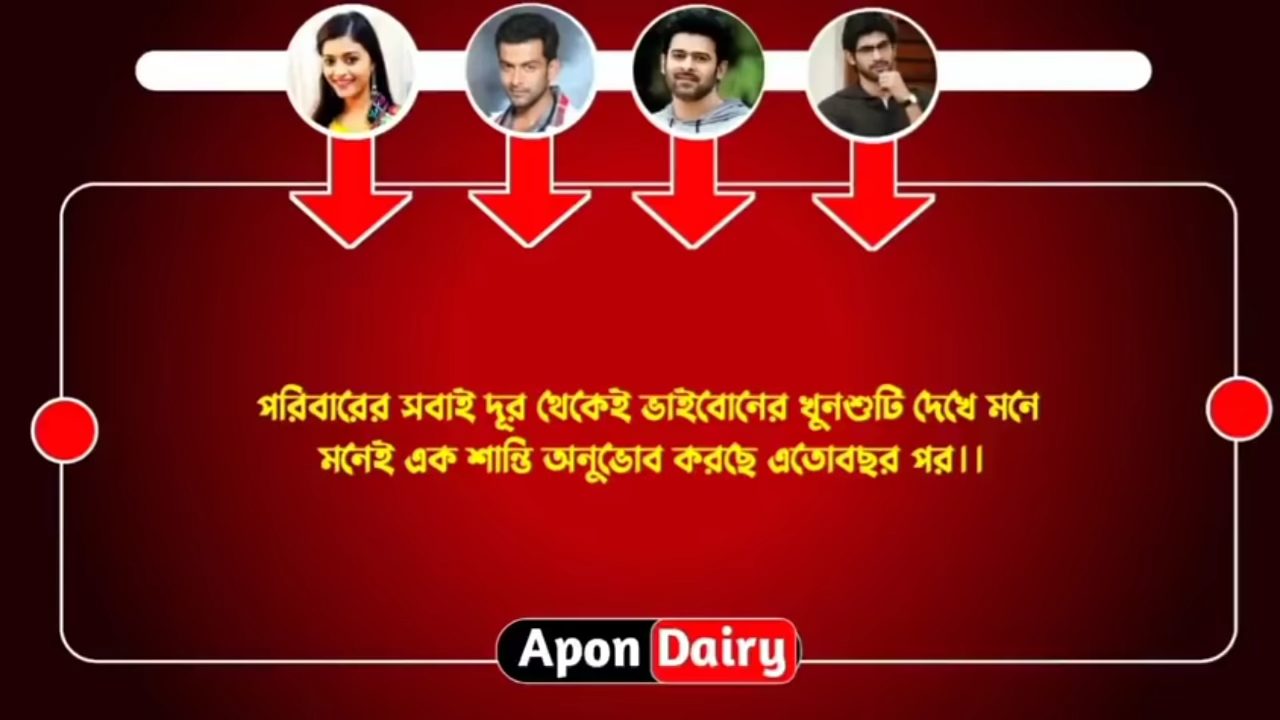 পরিবারের সবাই দূর থেকেই ভাইবোনের খুনশুটি দেখে মনে
মনেই এক শান্তি অনুভোব করছে এতোবছর পর।।
Apon Dairy